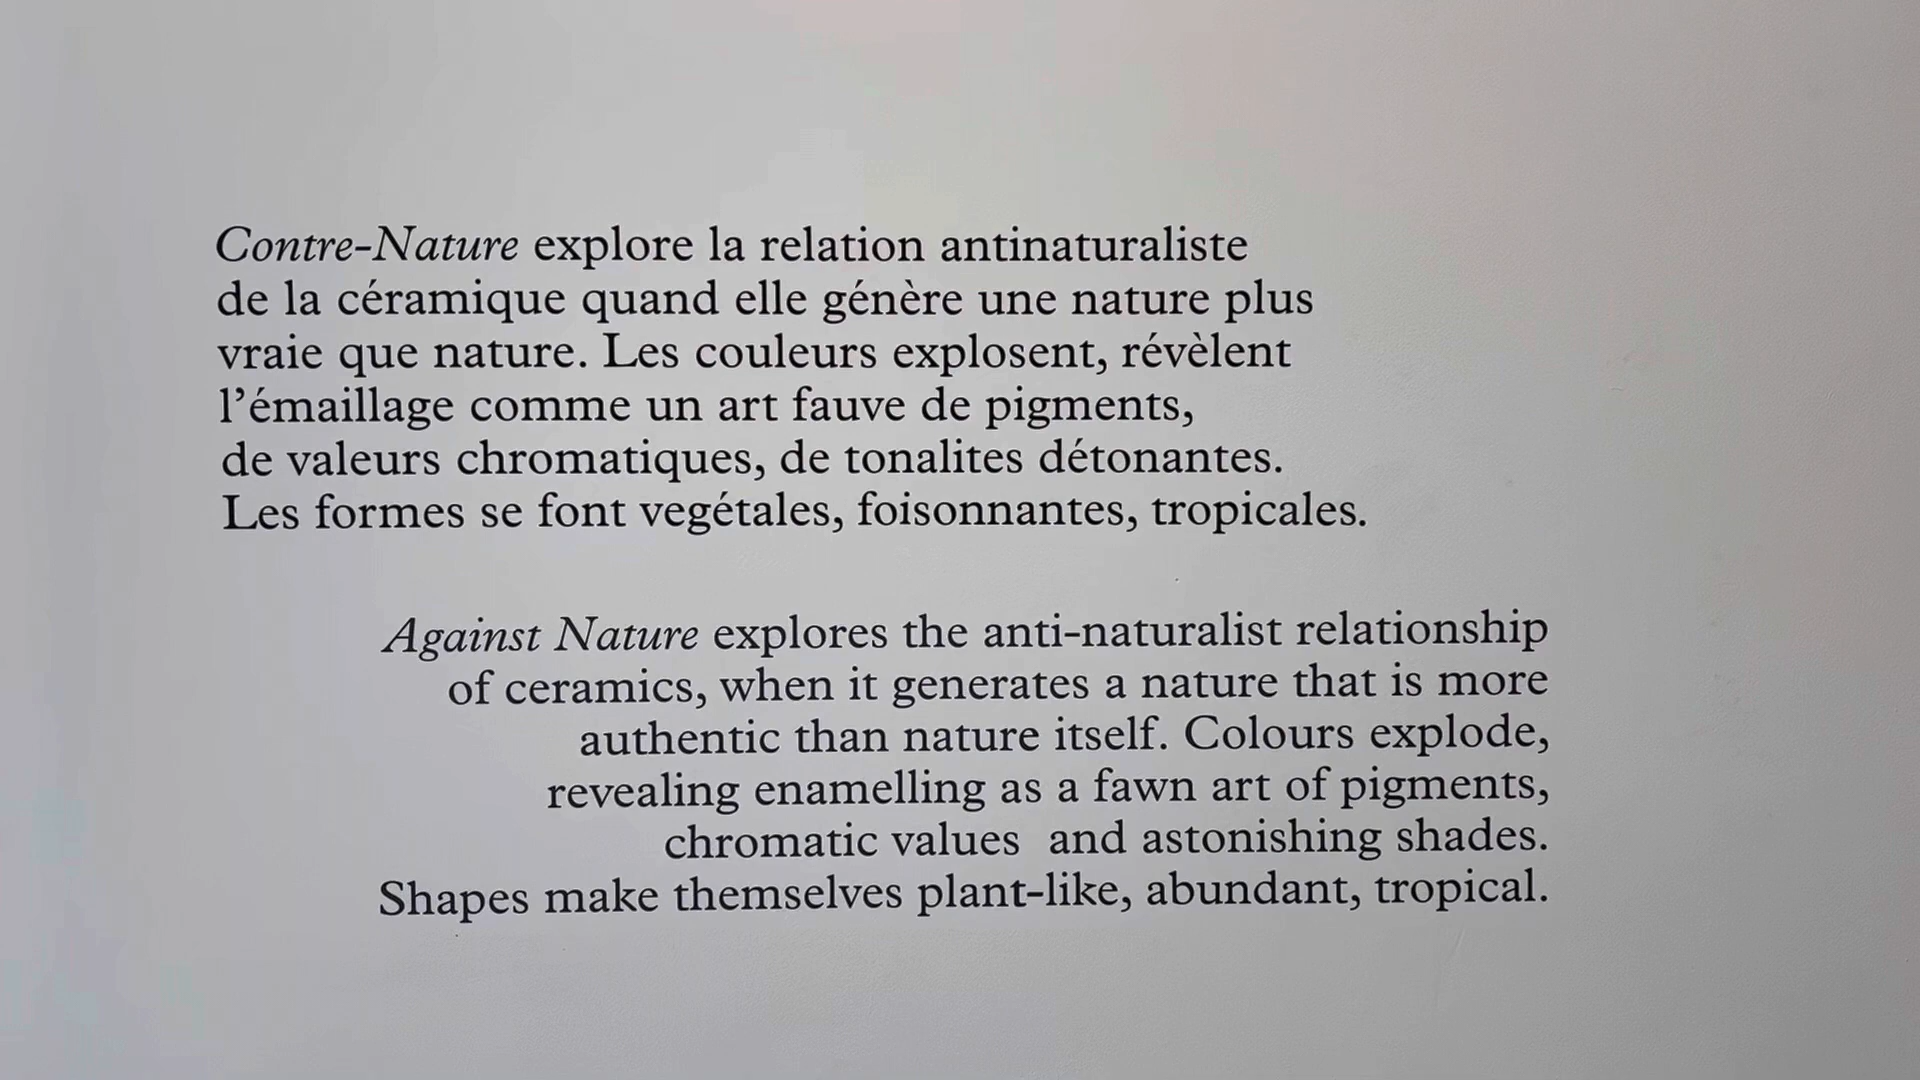 Contre-Nature explore la relation antinaturaliste
de la céramique quand elle génère une nature plus
vraie que nature. Les couleurs explosent, révèlent
l’émaillage comme un art fauve de pigments,
de valeurs chromatiques, de tonalites détonantes.
Les formes se font vegétales, foisonnantes, tropicales.
Against Nature explores the anti-naturalist relationship
of ceramics, when it generates a nature that is more
authentic than nature itself. Colours explode,
revealing enamelling as a fawn art of pigments,
chromatic values  and astonishing shades.
Shapes make themselves plant-like, abundant, tropical.